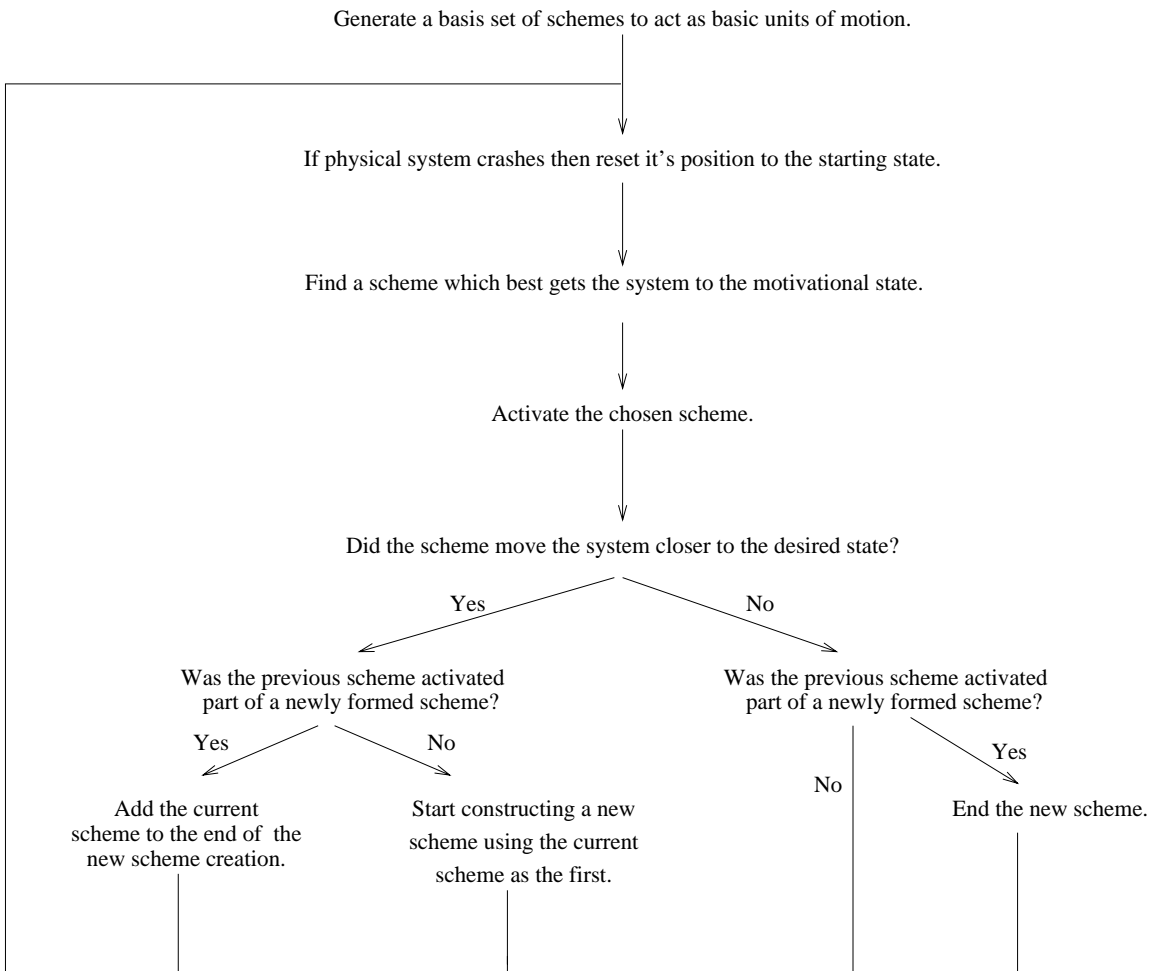 Generate a basis set of schemes to act as basic units of motion.
If physical system crashes then reset it's position to the starting state.
Find a scheme which best gets the system to the motivational state.
Activate the chosen scheme.
Did the scheme move the system closer to the desired state?
Yes
No
Was the previous scheme activated
part of a newly formed scheme?
Was the previous scheme activated
part of a newly formed scheme?
Yes
No
No
Yes
Add the current
scheme to the end of the
new scheme creation.
Start constructing a new
scheme using the current
scheme as the first.
End the new scheme.